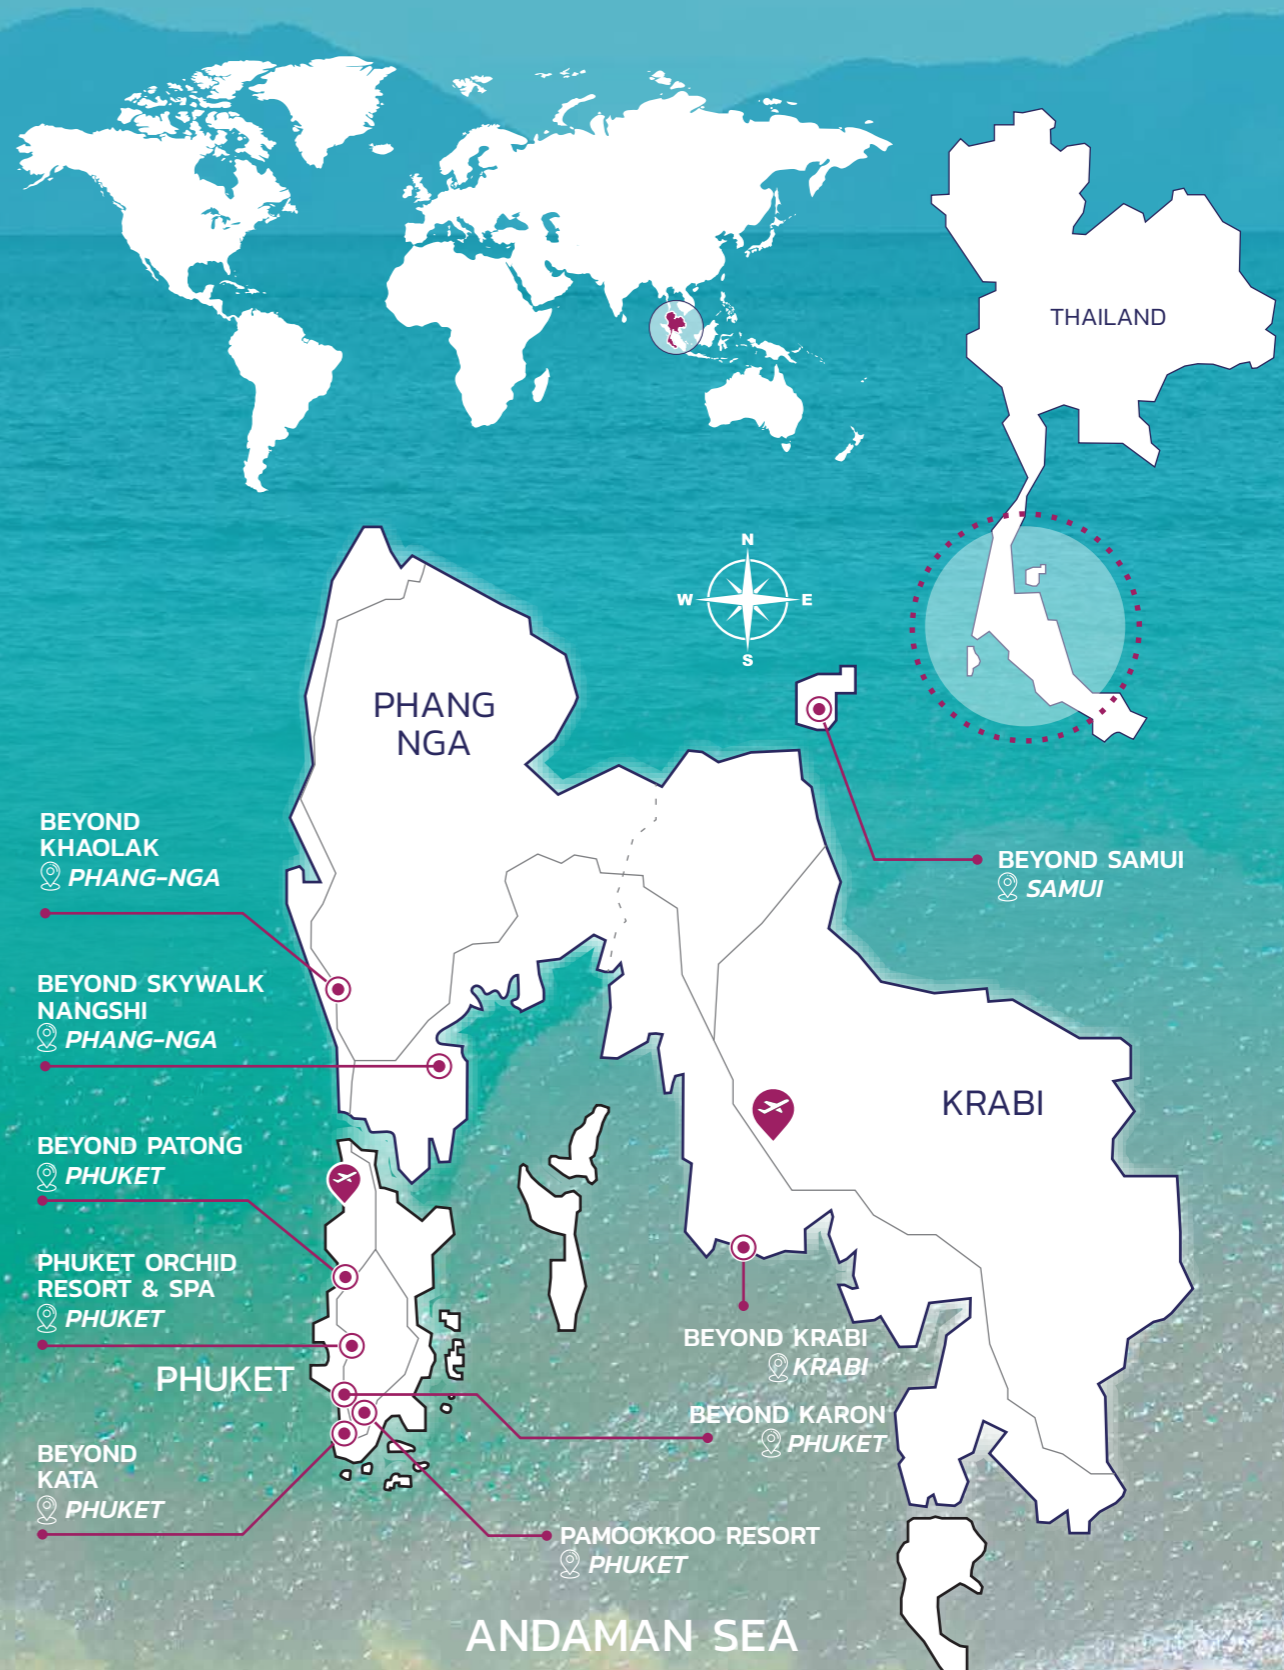 THAILAND
N
W
E
S
PHANG
NGA
BEYOND
KHAOLAK
PHANG-NGA
BEYOND SAMUI
SAMUI
BEYOND SKYWALK
NANGSHI
PHANG-NGA
KRABI
BEYOND PATONG
PHUKET
PHUKET ORCHID
RESORT & SPA
PHUKET
PHUKET
BEYOND KRABI
KRABI
BEYOND KARON
PHUKET
BEYOND
KATA
PHUKET
PAMOOKKOO RESORT
PHUKET
ANDAMAN SEA